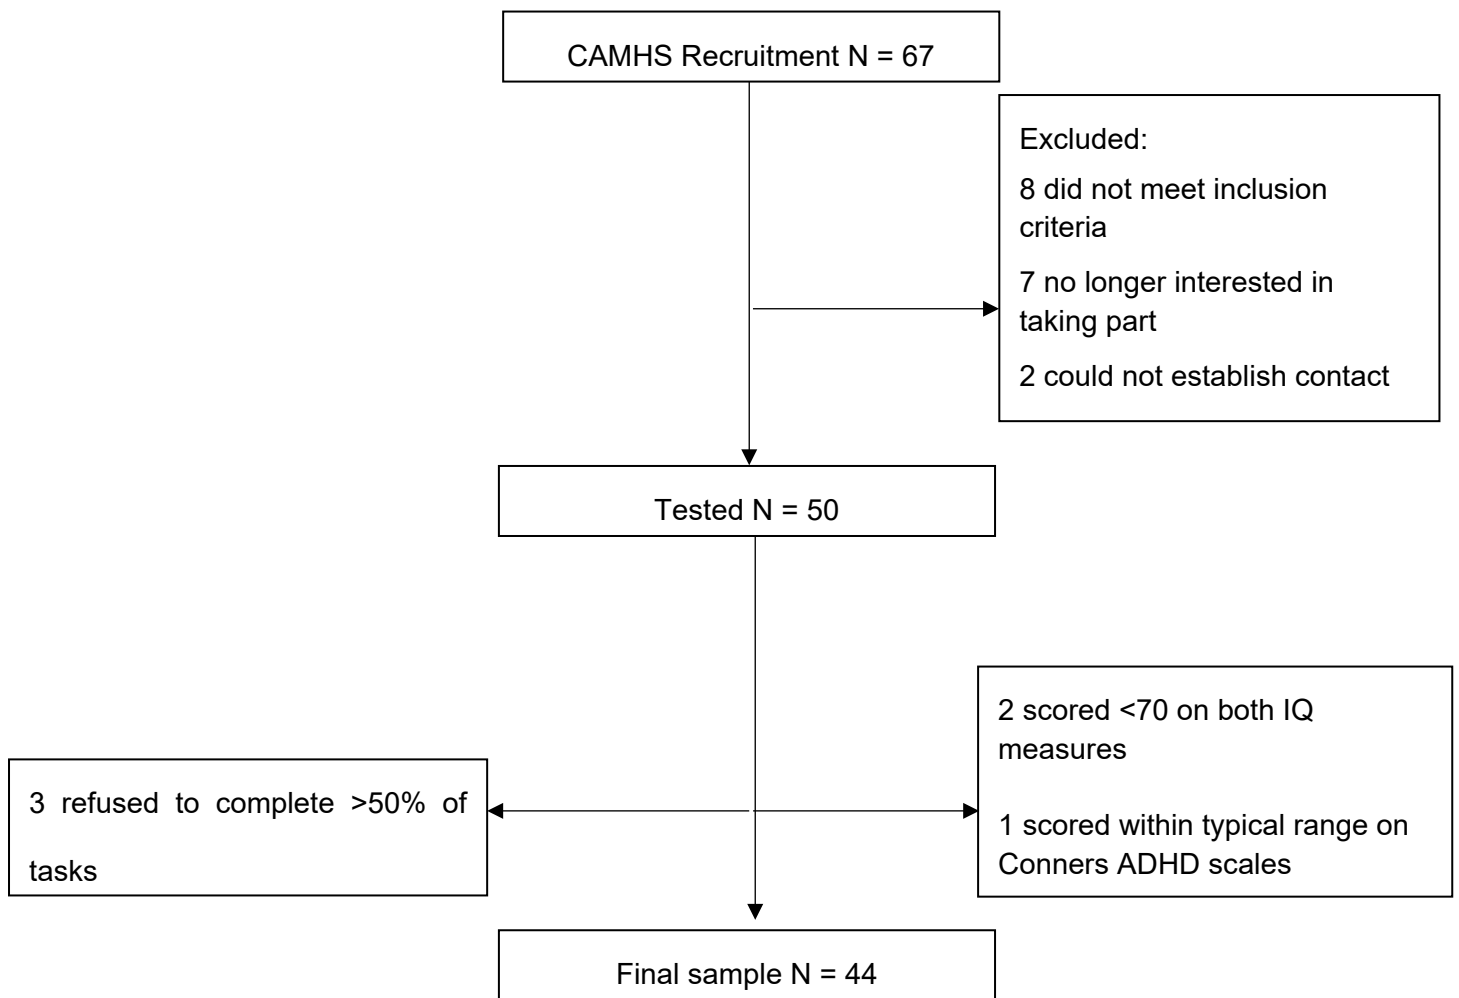 CAMHS Recruitment N = 67
Excluded:
8 did not meet inclusion
criteria
7 no longer interested in
taking part
2 could not establish contact
Tested N = 50
2 scored <70 on both IQ
measures
1 scored within typical range on
Conners ADHD scales
3 refused to complete >50% of
tasks
Final sample N = 44